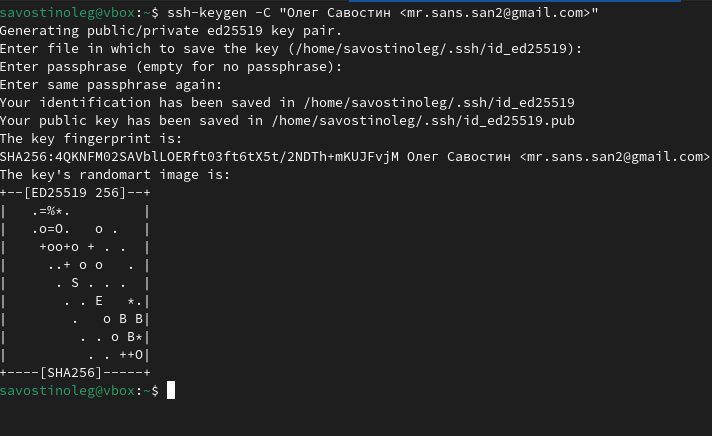 savostinoleg@vbox:~$ ssh-keygen -C "Олег Савостин <mr.sans.san2@gmail.com>"
Generating public/private ed25519 key pair.
Enter file in which to save the key (/home/savostinoleg/.ssh/id_ed25519):
Enter passphrase (empty for no passphrase):
Enter same passphrase again:
Your identification has been saved in /home/savostinoleg/.ssh/id_ed25519
Your public key has been saved in /home/savostinoleg/.ssh/id_ed25519.pub
The key fingerprint is:
SHA256:4QKNFM02SAVblLOERft03ft6tX5t/2NDTh+mKUJFvjM Олег Савостин <mr.sans.san2@gmail.com>
The key's randomart image is:
+--[ED25519 256]--+
|   .=%*.         |
|   .o=O.   o .   |
|    +oo+o + . .  |
|     ..+ o o   . |
|      . S . . .  |
|       . . E   *.|
|        .   o B B|
|         . . o B*|
|          . . ++O|
+----[SHA256]-----+
savostinoleg@vbox:~$